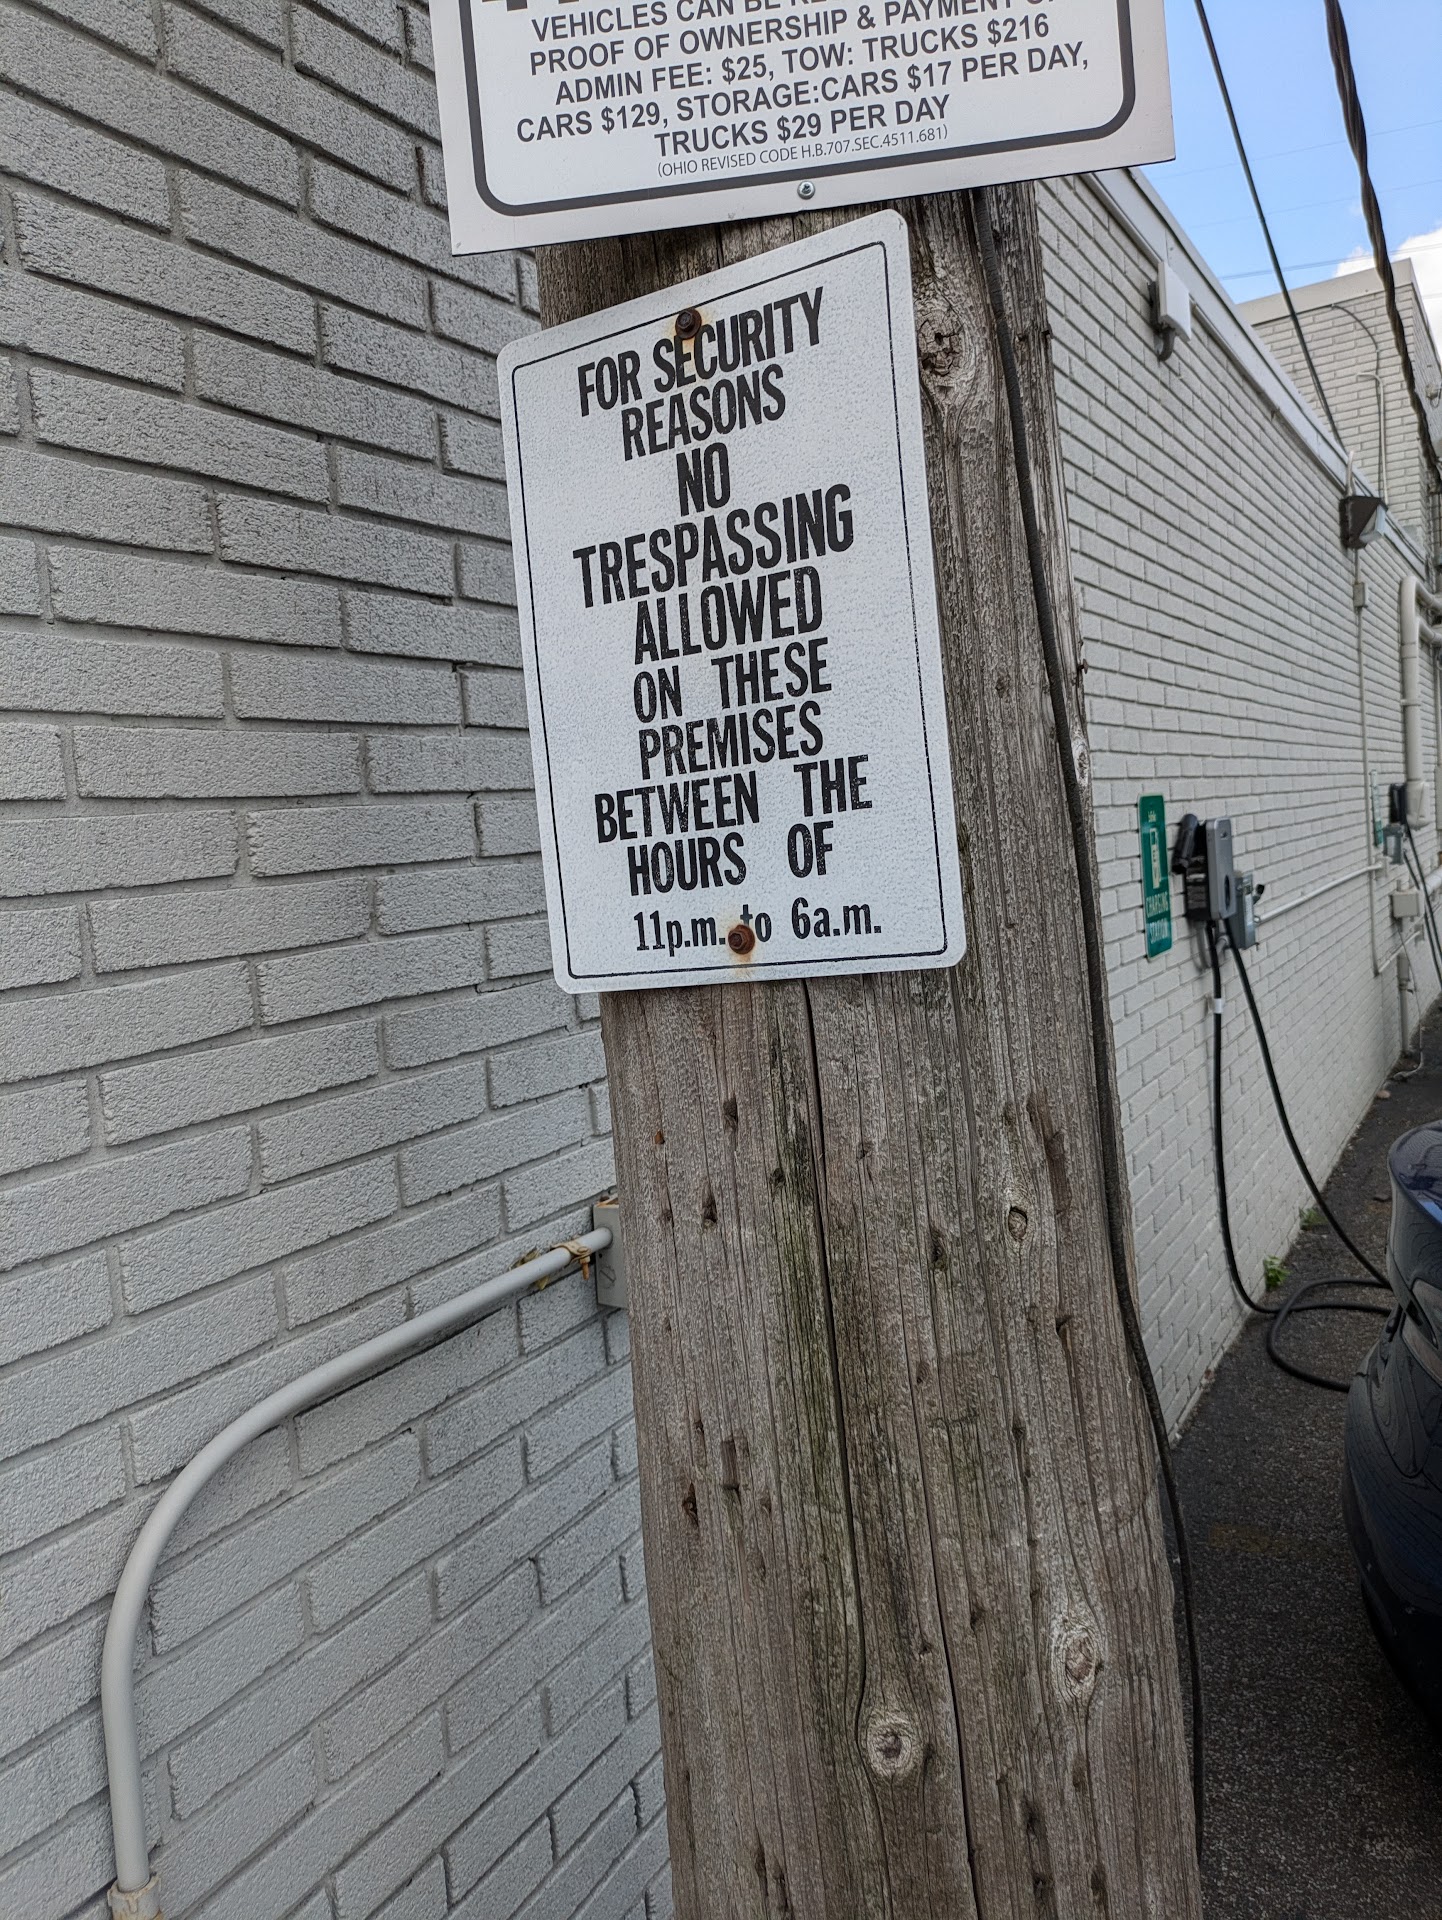 VEHICLES CAN BE
PROOF OF OWNERSHIP & PAYMENT
ADMIN FEE: $25, TOW: TRUCKS $216
CARS $129, STORAGE:CARS $17 PER DAY,
TRUCKS $29 PER DAY
(OHIO REVISED CODE H.B.707.SEC.4511.681)
FOR SECURITY
REASONS
NO
TRESPASSING
ALLOWED
ON THESE
PREMISES
BETWEEN THE
HOURS OF
11p.m. to 6a.m.
CHARGING
STATION